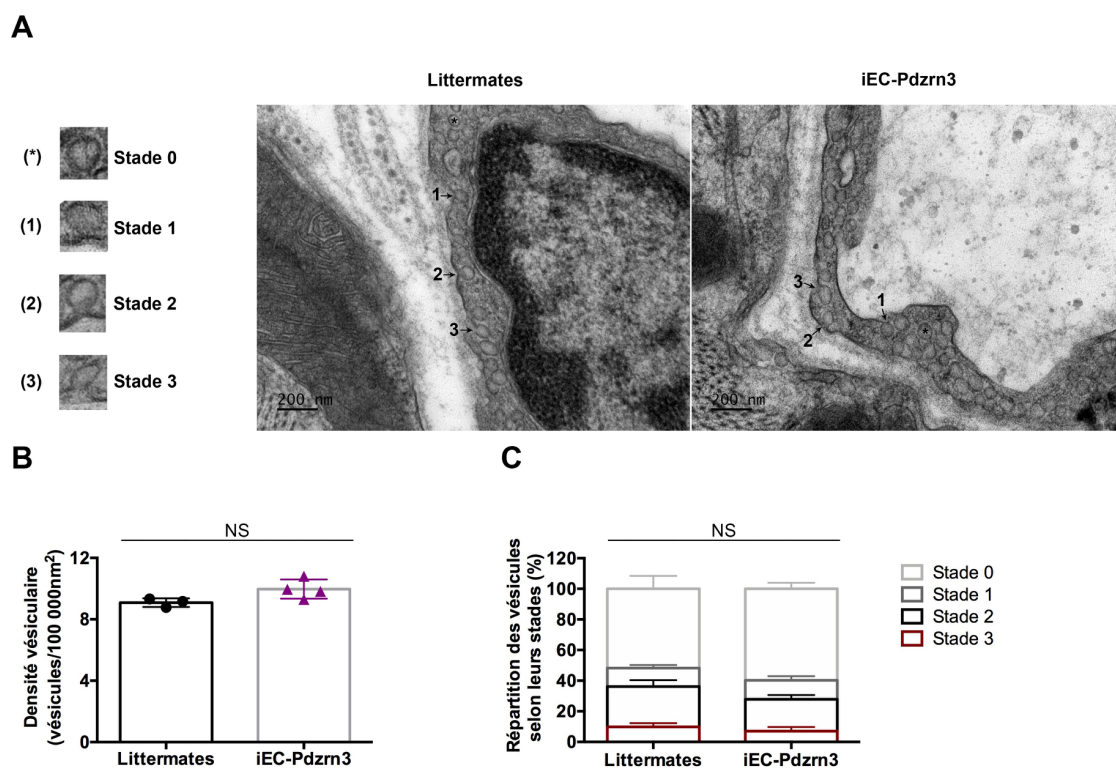 A
Littermates
iEC-Pdzrn3
(*) Stade 0
(1) Stade 1
(2) Stade 2
(3) Stade 3
*
1
2
3
200 nm
3
1
2
*
200 nm
B
NS
Densité vésiculaire
(vésicules/100 000nm²)
12
8
4
0
Littermates
iEC-Pdzrn3
C
NS
Répartition des vésicules
selon leurs stades (%)
120
100
80
60
40
20
0
Littermates
iEC-Pdzrn3
Stade 0
Stade 1
Stade 2
Stade 3